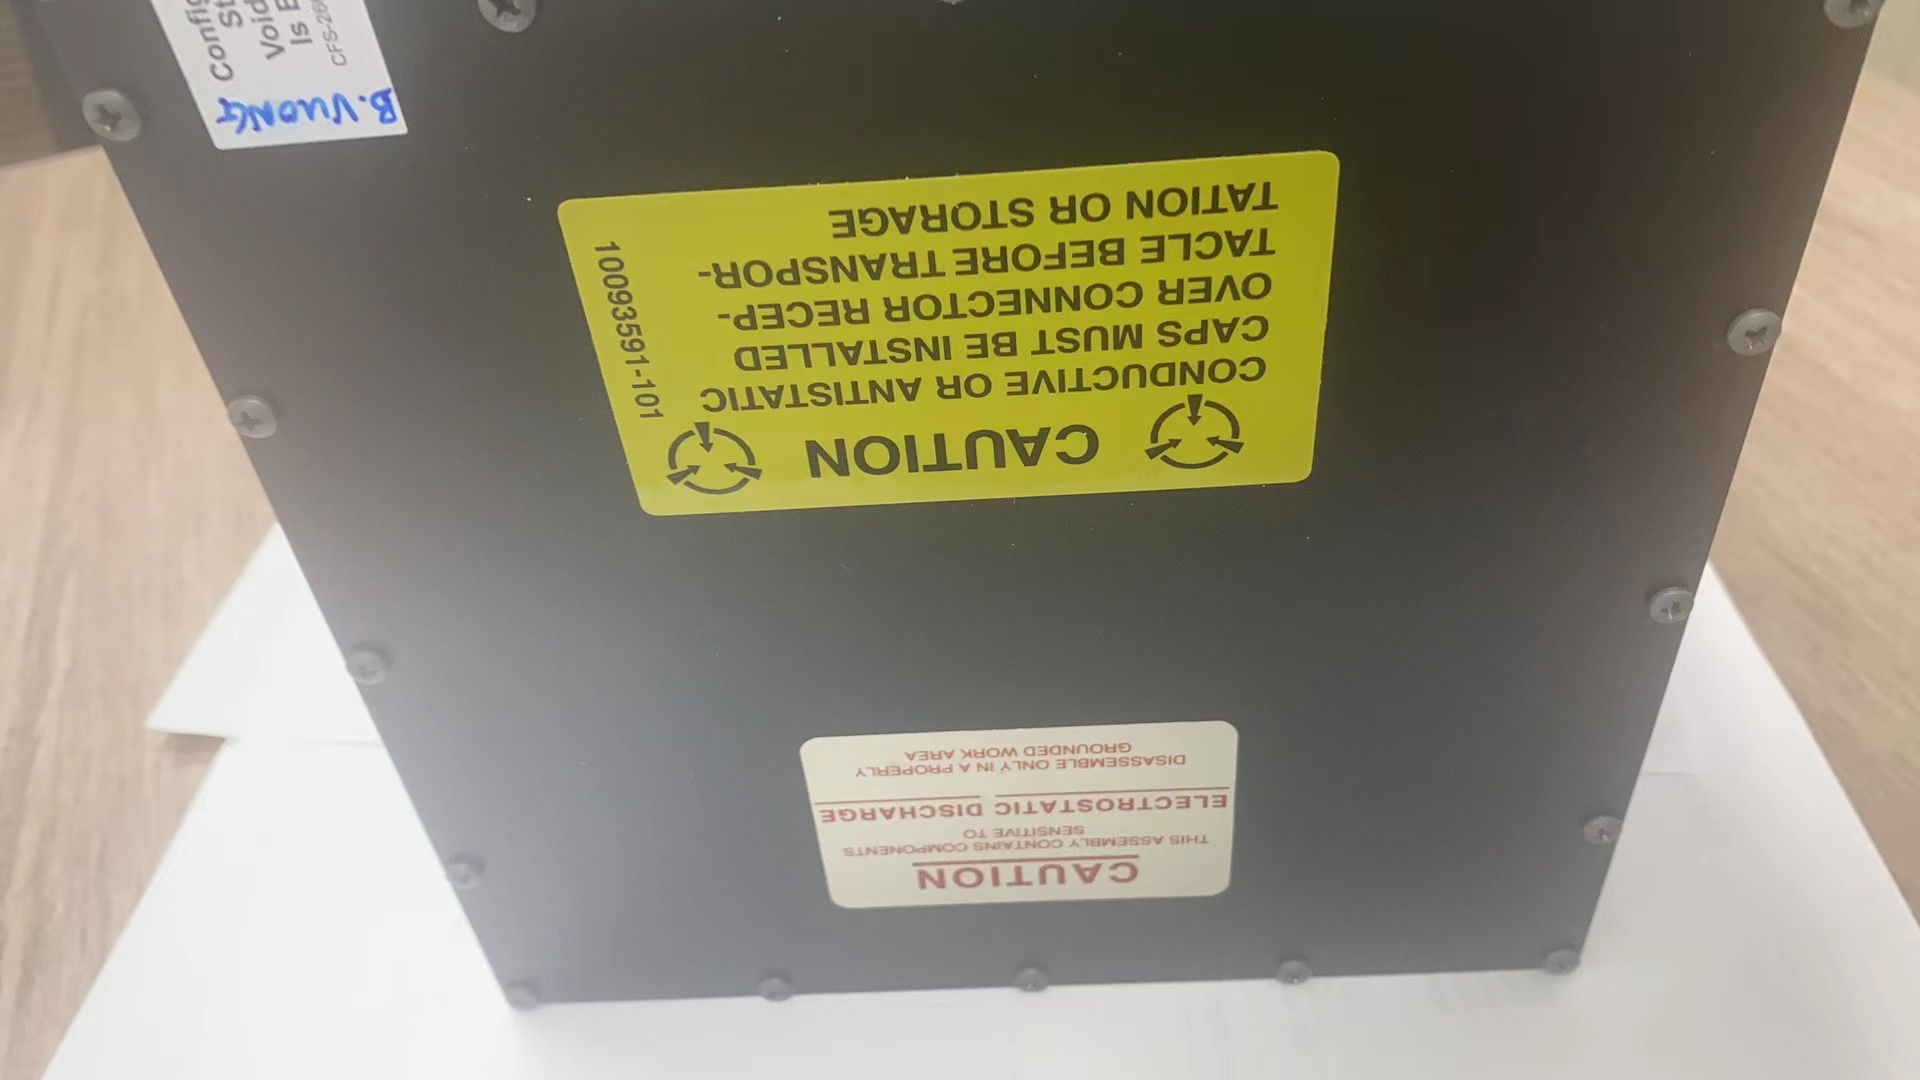 CAUTION
CONDUCTIVE OR ANTISTATIC
CAPS MUST BE INSTALLED
OVER CONNECTOR RECEP-
TACLE BEFORE TRANSPOR-
TATION OR STORAGE
10093591-101
CAUTION
THIS ASSEMBLY CONTAINS COMPONENTS
SENSITIVE TO
ELECTROSTATIC DISCHARGE
DISASSEMBLE ONLY IN A PROPERLY
GROUNDED WORK AREA
Config
St
Void
Is
CFS-26
B. VUONG